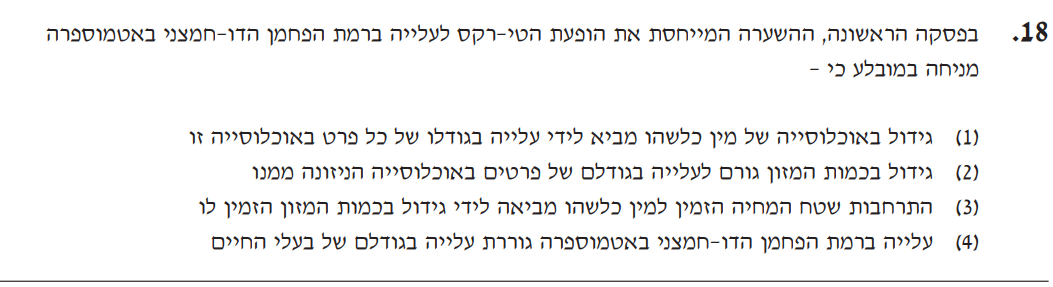 18. בפסקה הראשונה, ההשערה המייחסת את הופעת הטי-רקס לעלייה ברמת הפחמן הדו-חמצני באטמוספרה
מניחה במובלע כי -
(1) גידול באוכלוסייה של מין כלשהו מביא לידי עלייה בגודלו של כל פרט באוכלוסייה זו
(2) גידול בכמות המזון גורם לעלייה בגודלם של פרטים באוכלוסייה הניזונה ממנו
(3) התרחבות שטח המחיה הזמין למין כלשהו מביאה לידי גידול בכמות המזון הזמין לו
(4) עלייה ברמת הפחמן הדו-חמצני באטמוספרה גוררת עלייה בגודלם של בעלי החיים